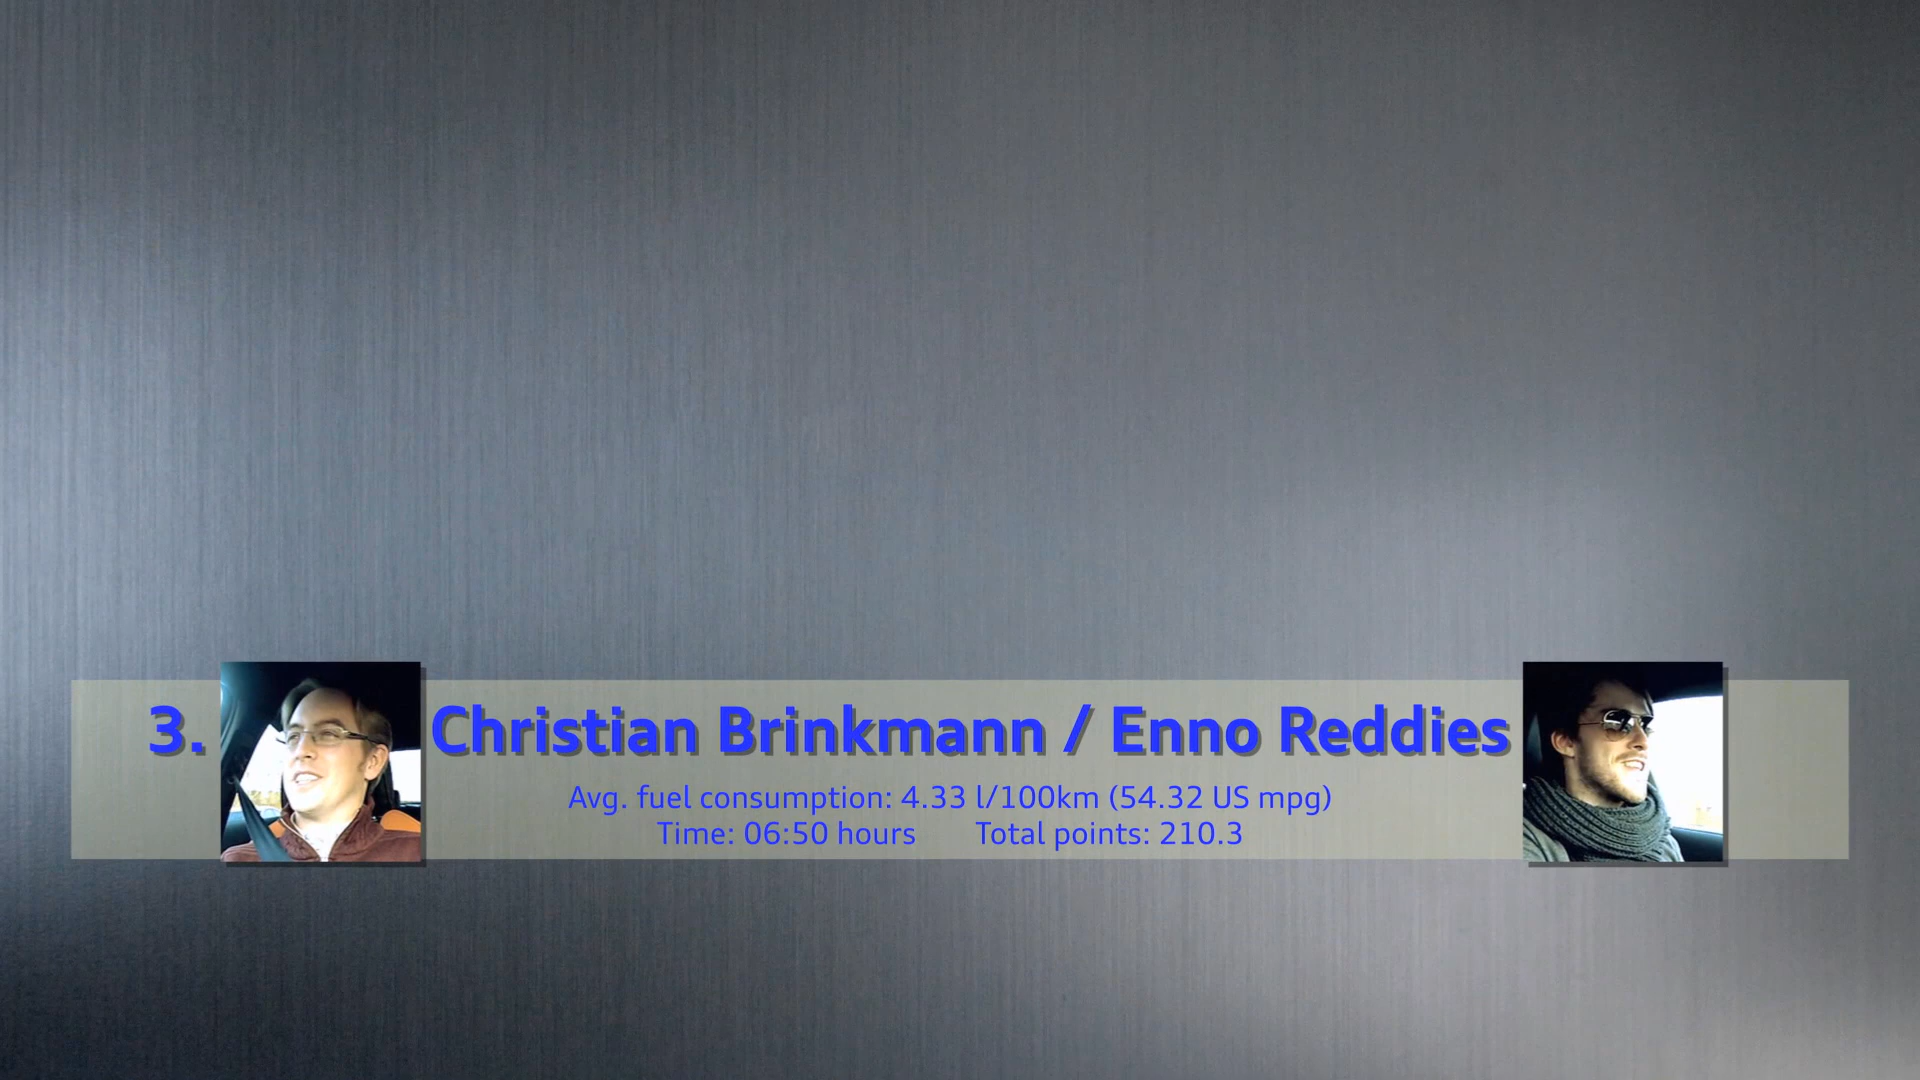 3. Christian Brinkmann / Enno Reddies
Avg. fuel consumption: 4.33 l/100km (54.32 US mpg)
Time: 06:50 hours Total points: 210.3